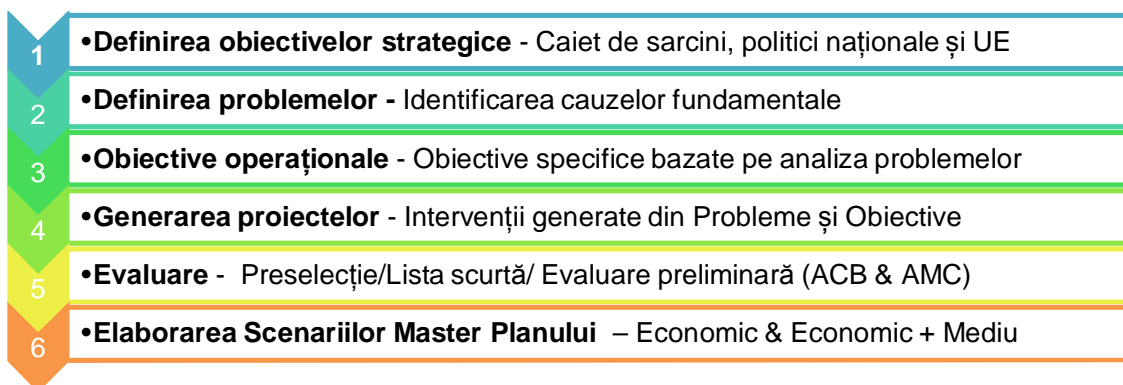 1
•Definirea obiectivelor strategice - Caiet de sarcini, politici naționale și UE
2
•Definirea problemelor - Identificarea cauzelor fundamentale
3
•Obiective operaționale - Obiective specifice bazate pe analiza problemelor
4
•Generarea proiectelor - Intervenții generate din Probleme și Obiective
5
•Evaluare - Preselecție/Lista scurtă/ Evaluare preliminară (ACB & AMC)
6
•Elaborarea Scenariilor Master Planului – Economic & Economic + Mediu